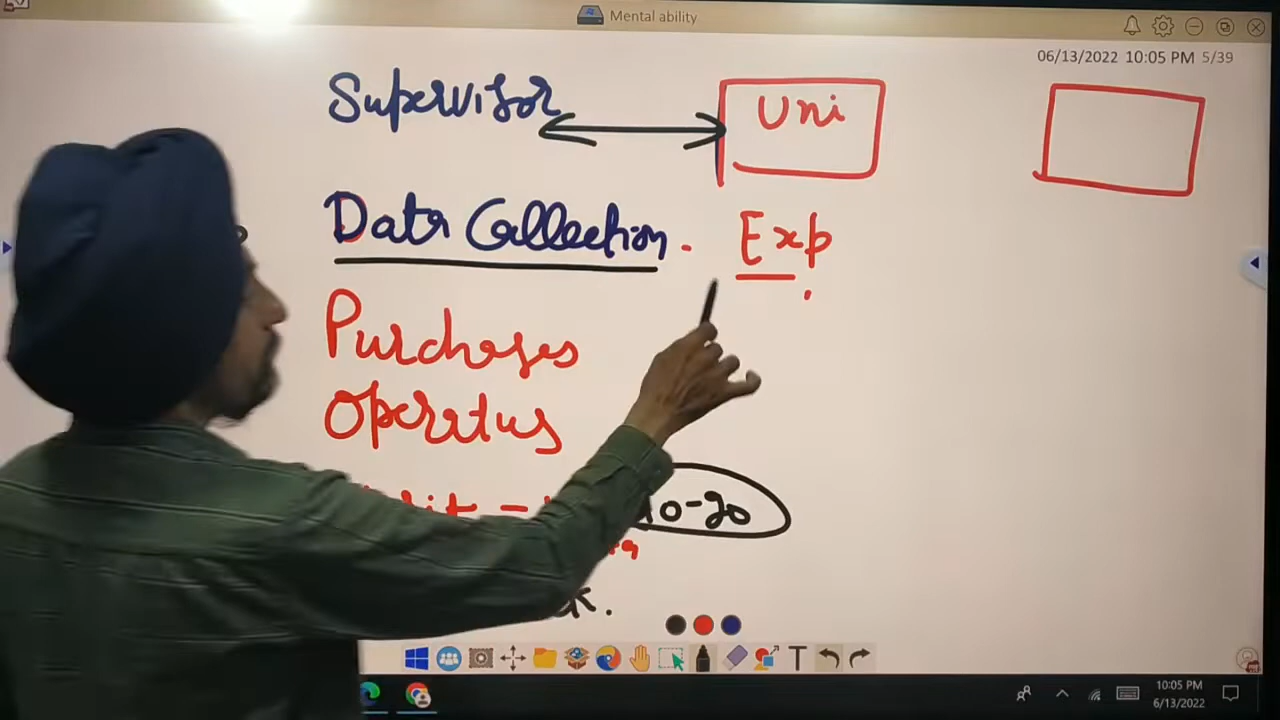 Mental ability
06/13/2022 10:05 PM 5/39
Supervisor
Uni
Data Collection.
Exp
Purchases
Operatus
10-20
10:05 PM
6/13/2022